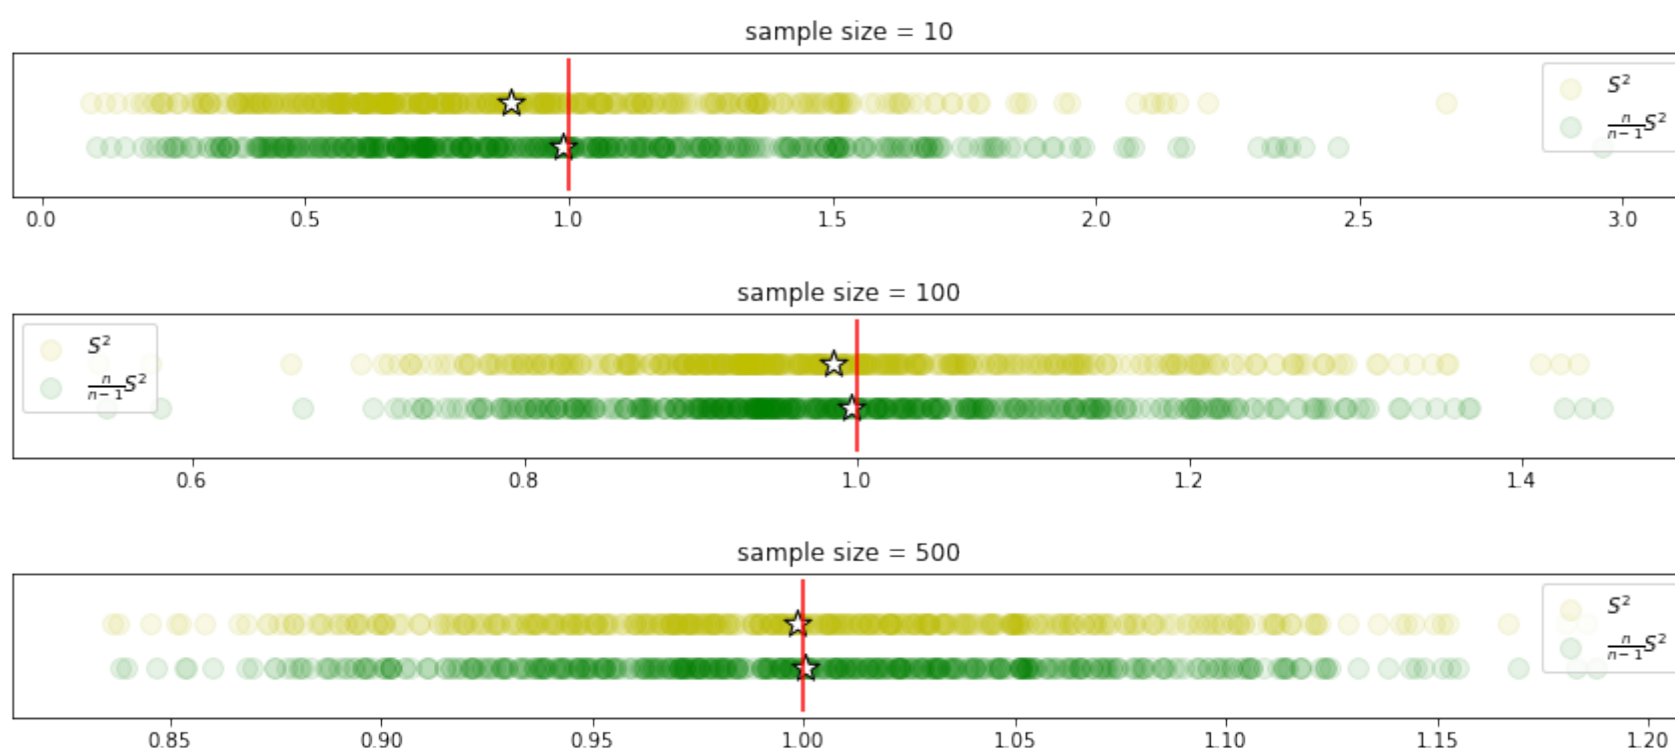 sample size = 10
S²
n/(n−1) S²
0.0 0.5 1.0 1.5 2.0 2.5 3.0
sample size = 100
S²
n/(n−1) S²
0.6 0.8 1.0 1.2 1.4
sample size = 500
S²
n/(n−1) S²
0.85 0.90 0.95 1.00 1.05 1.10 1.15 1.20